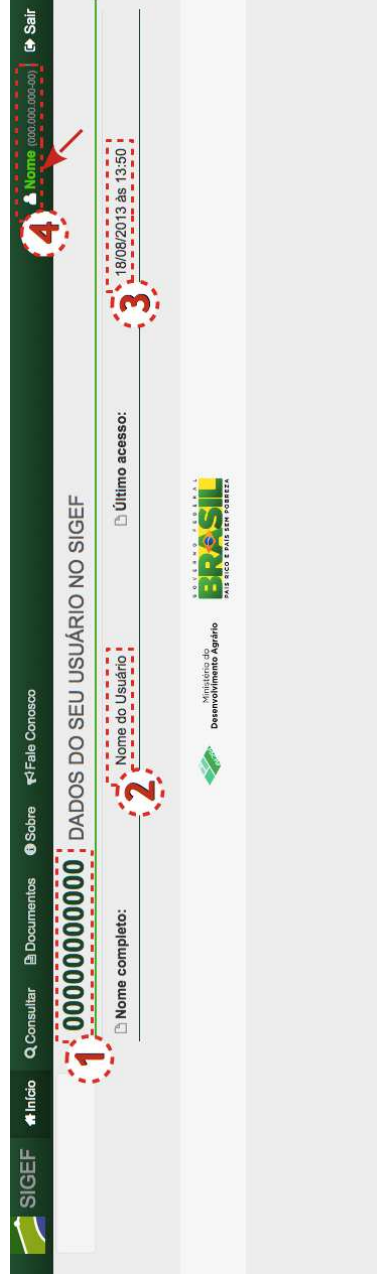 SIGEF Início Consultar Documentos Sobre Fale Conosco Nome (000.000.000-00) Sair
4
1 00000000000 DADOS DO SEU USUÁRIO NO SIGEF
Nome completo: 2 Nome do Usuário Último acesso: 3 18/08/2013 às 13:50
Ministério do
Desenvolvimento Agrário
GOVERNO FEDERAL
BRASIL
PAÍS RICO É PAÍS SEM POBREZA